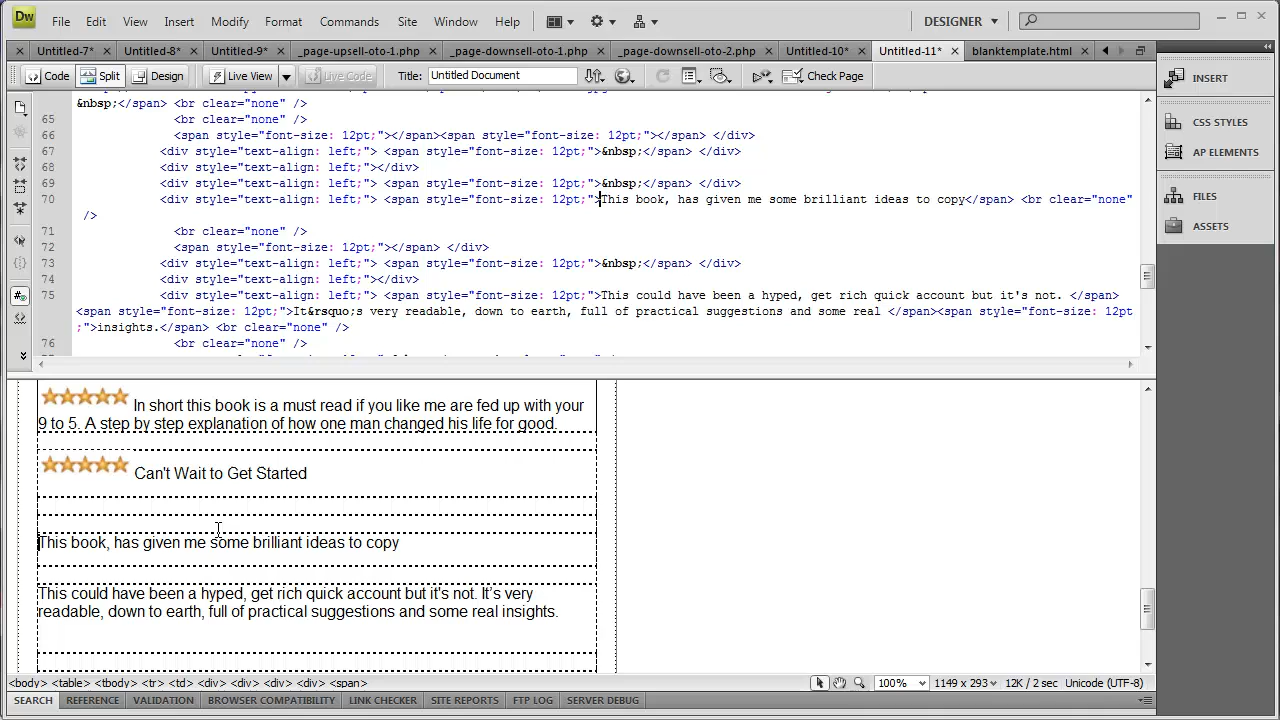 Dw File Edit View Insert Modify Format Commands Site Window Help DESIGNER
Untitled-7* Untitled-8* Untitled-9* _page-upsell-oto-1.php _page-downsell-oto-1.php _page-downsell-oto-2.php Untitled-10* Untitled-11* blanktemplate.html
Code Split Design Live View Live Code Title: Untitled Document Check Page
INSERT
CSS STYLES
AP ELEMENTS
FILES
ASSETS
&nbsp;</span> <br clear="none" />
65 <br clear="none" />
66 <span style="font-size: 12pt;"></span><span style="font-size: 12pt;"></span> </div>
67 <div style="text-align: left;"> <span style="font-size: 12pt;">&nbsp;</span> </div>
68 <div style="text-align: left;"></div>
69 <div style="text-align: left;"> <span style="font-size: 12pt;">&nbsp;</span> </div>
70 <div style="text-align: left;"> <span style="font-size: 12pt;">This book, has given me some brilliant ideas to copy</span> <br clear="none"
/>
71 <br clear="none" />
72 <span style="font-size: 12pt;"></span> </div>
73 <div style="text-align: left;"> <span style="font-size: 12pt;">&nbsp;</span> </div>
74 <div style="text-align: left;"></div>
75 <div style="text-align: left;"> <span style="font-size: 12pt;">This could have been a hyped, get rich quick account but it's not. </span>
<span style="font-size: 12pt;">It&rsquo;s very readable, down to earth, full of practical suggestions and some real </span><span style="font-size: 12pt
;">insights.</span> <br clear="none" />
76 <br clear="none" />
In short this book is a must read if you like me are fed up with your
9 to 5. A step by step explanation of how one man changed his life for good.
Can't Wait to Get Started
This book, has given me some brilliant ideas to copy
This could have been a hyped, get rich quick account but it's not. It’s very
readable, down to earth, full of practical suggestions and some real insights.
<body> <table> <tbody> <tr> <td> <div> <div> <div> <div> <span> 100% 1149 x 293 12K / 2 sec Unicode (UTF-8)
SEARCH REFERENCE VALIDATION BROWSER COMPATIBILITY LINK CHECKER SITE REPORTS FTP LOG SERVER DEBUG